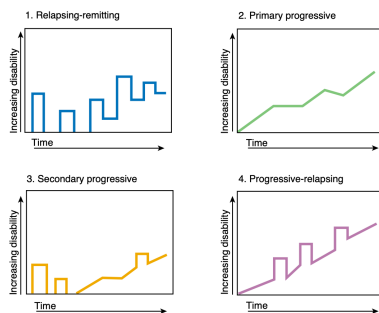 1. Relapsing-remitting
Increasing disability
Time
2. Primary progressive
Increasing disability
Time
3. Secondary progressive
Increasing disability
Time
4. Progressive-relapsing
Increasing disability
Time